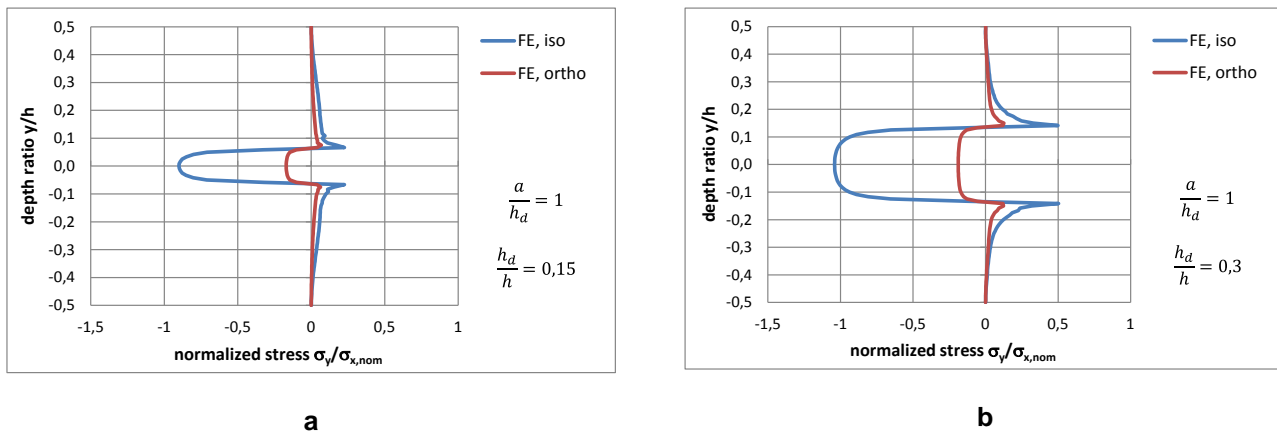 0,5
0,4
0,3
0,2
0,1
0,0
-0,1
-0,2
-0,3
-0,4
-0,5
depth ratio y/h
-1,5 -1 -0,5 0 0,5 1
normalized stress σy/σx,nom
FE, iso
FE, ortho
a/hd = 1
hd/h = 0,15
a
0,5
0,4
0,3
0,2
0,1
0,0
-0,1
-0,2
-0,3
-0,4
-0,5
depth ratio y/h
-1,5 -1 -0,5 0 0,5 1
normalized stress σy/σx,nom
FE, iso
FE, ortho
a/hd = 1
hd/h = 0,3
b